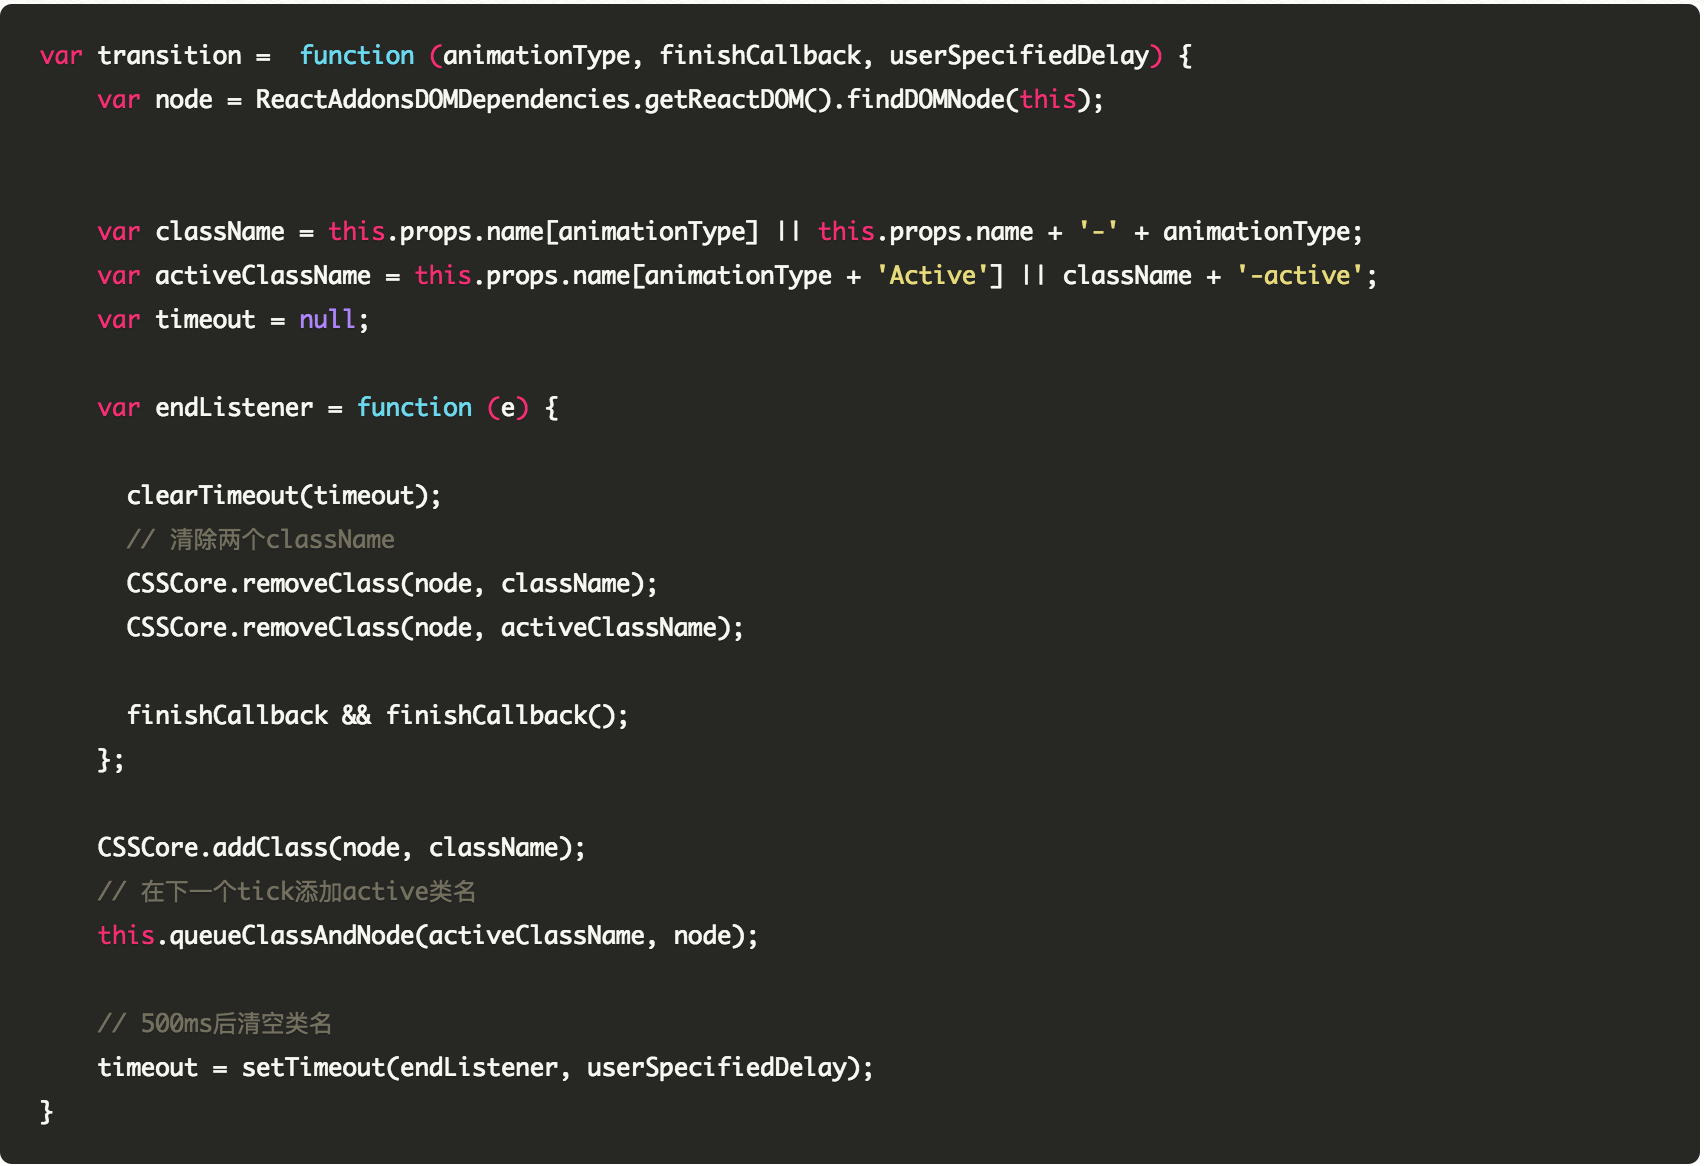 var transition =  function (animationType, finishCallback, userSpecifiedDelay) {
    var node = ReactAddonsDOMDependencies.getReactDOM().findDOMNode(this);
    var className = this.props.name[animationType] || this.props.name + '-' + animationType;
    var activeClassName = this.props.name[animationType + 'Active'] || className + '-active';
    var timeout = null;
    var endListener = function (e) {
      clearTimeout(timeout);
      // 清除两个className
      CSSCore.removeClass(node, className);
      CSSCore.removeClass(node, activeClassName);
      finishCallback && finishCallback();
    };
    CSSCore.addClass(node, className);
    // 在下一个tick添加active类名
    this.queueClassAndNode(activeClassName, node);
    // 500ms后清空类名
    timeout = setTimeout(endListener, userSpecifiedDelay);
}